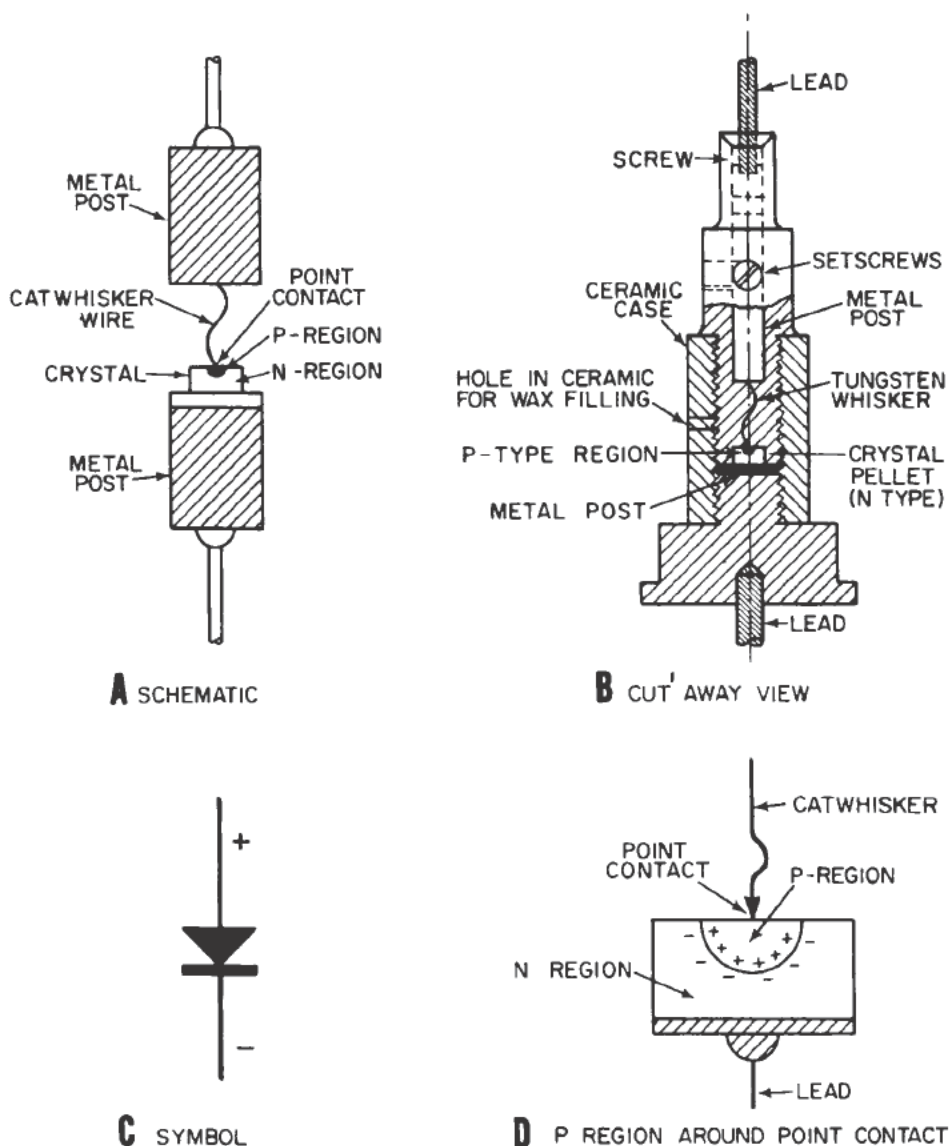 METAL
POST
CATWHISKER
WIRE
POINT
CONTACT
P-REGION
CRYSTAL
N-REGION
METAL
POST
A SCHEMATIC
LEAD
SCREW
SETSCREWS
CERAMIC
CASE
METAL
POST
HOLE IN CERAMIC
FOR WAX FILLING
TUNGSTEN
WHISKER
P-TYPE REGION
CRYSTAL
PELLET
(N TYPE)
METAL POST
LEAD
B CUT' AWAY VIEW
+
−
C SYMBOL
CATWHISKER
POINT
CONTACT
P-REGION
+ + + + + + +
− − − − − −
N REGION
LEAD
D P REGION AROUND POINT CONTACT